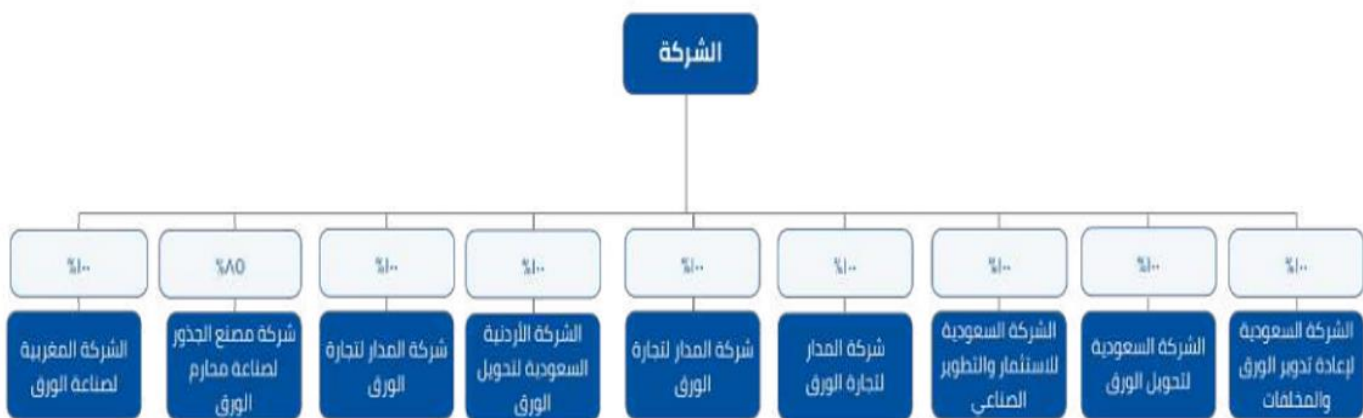 الشركة
%١٠٠
%١٠٠
%١٠٠
%١٠٠
%١٠٠
%١٠٠
%١٠٠
%٨٥
%١٠٠
الشركة السعودية
لإعادة تدوير الورق
والمخلفات
الشركة السعودية
لتحويل الورق
الشركة السعودية
للاستثمار والتطوير
الصناعي
شركة المدار
لتجارة الورق
شركة المدار لتجارة
الورق
الشركة الأردنية
السعودية لتحويل
الورق
شركة المدار لتجارة
الورق
شركة مصنع الجذور
لصناعة محارم
الورق
الشركة المغربية
لصناعة الورق